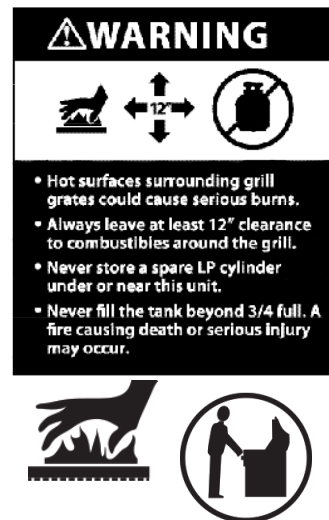 WARNING
12"
• Hot surfaces surrounding grill
grates could cause serious burns.
• Always leave at least 12" clearance
to combustibles around the grill.
• Never store a spare LP cylinder
under or near this unit.
• Never fill the tank beyond 3/4 full. A
fire causing death or serious injury
may occur.